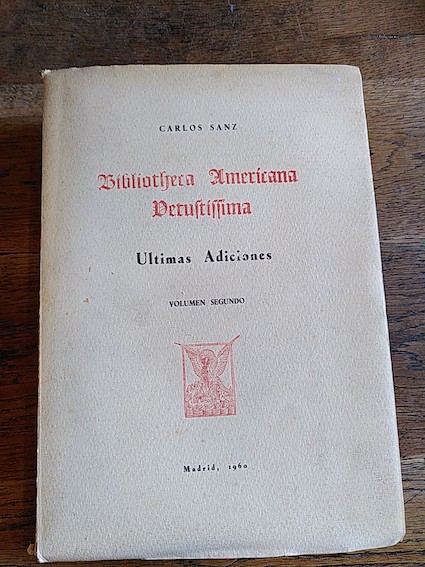 CARLOS SANZ
Bibliotheca Americana
Vetuſtiſſima
Ultimas Adiciones
VOLUMEN SEGUNDO
Madrid, 1960